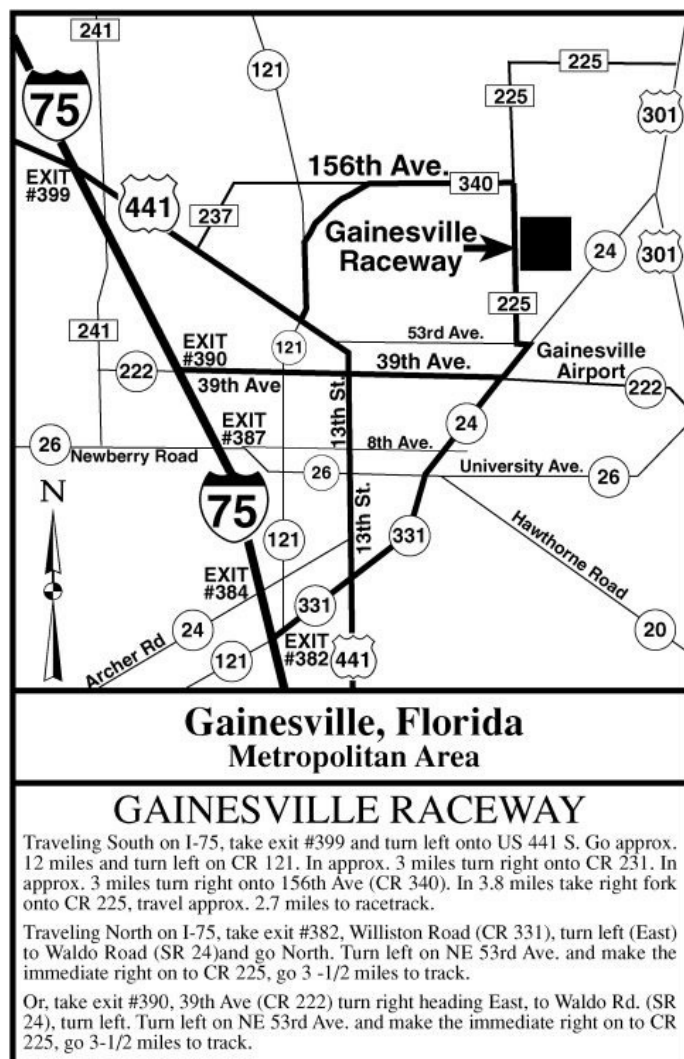 241
121
225
75
225
301
156th Ave.
340
EXIT
#399
441
237
Gainesville
Raceway
24
301
225
241
121
53rd Ave.
EXIT
#390
Gainesville
Airport
222
39th Ave
39th Ave.
222
13th St.
EXIT
#387
24
26
8th Ave.
Newberry Road
26
University Ave.
26
N
75
13th St.
331
Hawthorne Road
121
EXIT
#384
331
24
20
Archer Rd
121
EXIT
#382
441
Gainesville, Florida
Metropolitan Area
GAINESVILLE RACEWAY
Traveling South on I-75, take exit #399 and turn left onto US 441 S. Go approx.
12 miles and turn left on CR 121. In approx. 3 miles turn right onto CR 231. In
approx. 3 miles turn right onto 156th Ave (CR 340). In 3.8 miles take right fork
onto CR 225, travel approx. 2.7 miles to racetrack.
Traveling North on I-75, take exit #382, Williston Road (CR 331), turn left (East)
to Waldo Road (SR 24)and go North. Turn left on NE 53rd Ave. and make the
immediate right on to CR 225, go 3 -1/2 miles to track.
Or, take exit #390, 39th Ave (CR 222) turn right heading East, to Waldo Rd. (SR
24), turn left. Turn left on NE 53rd Ave. and make the immediate right on to CR
225, go 3-1/2 miles to track.